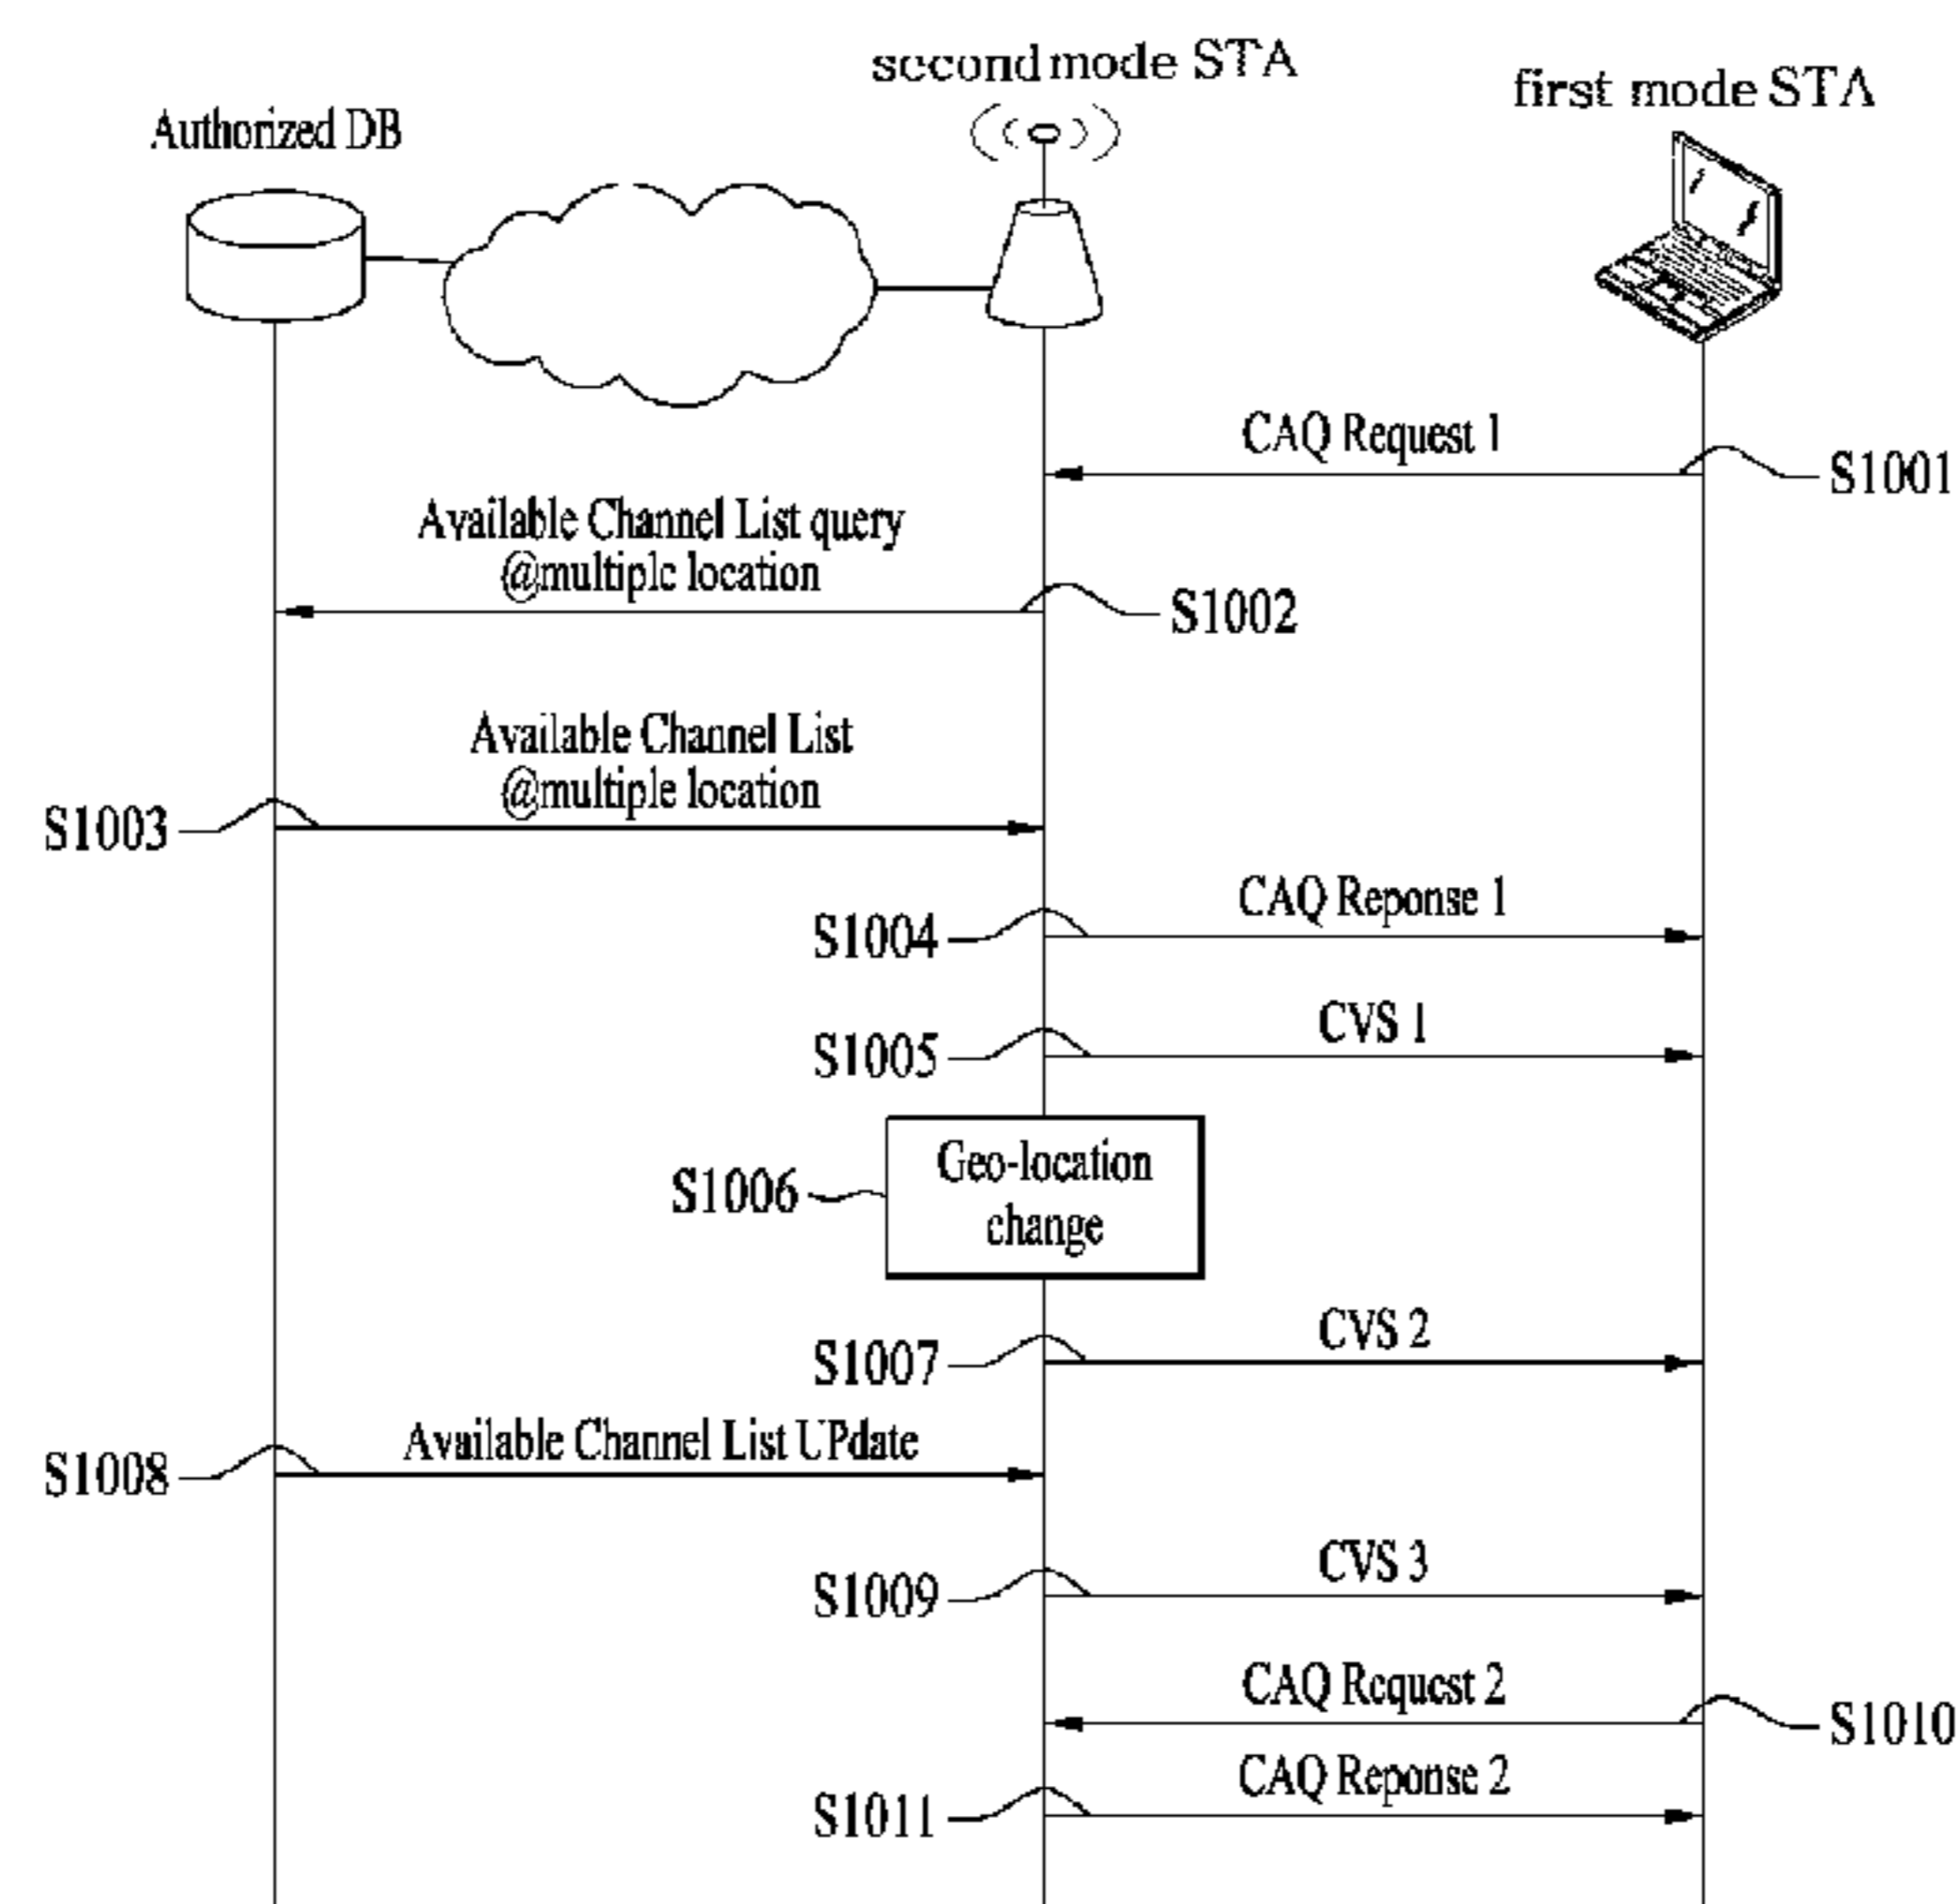 second mode STA
first mode STA
Authorized DB
CAQ Request 1
S1001
Available Channel List query
@multiple location
S1002
Available Channel List
@multiple location
S1003
CAQ Reponse 1
S1004
CVS 1
S1005
Geo-location
change
S1006
CVS 2
S1007
Available Channel List UPdate
S1008
CVS 3
S1009
CAQ Request 2
S1010
CAQ Reponse 2
S1011